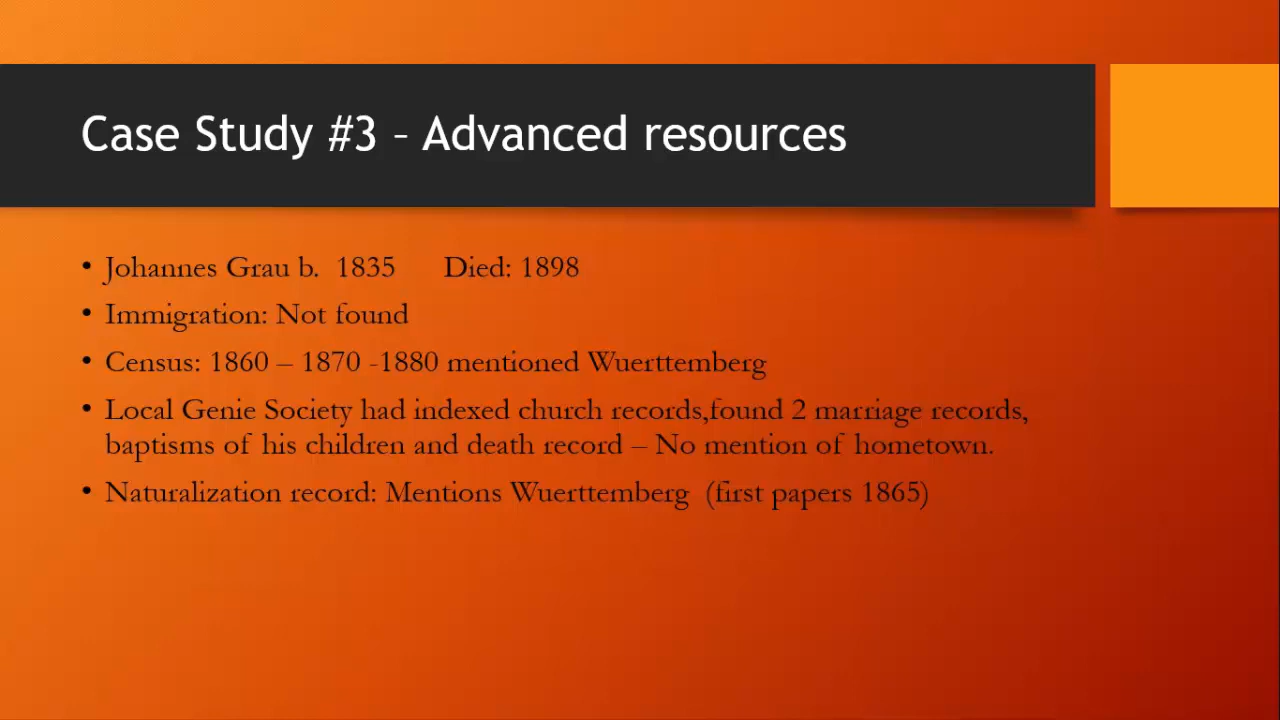 Case Study #3 – Advanced resources
• Johannes Grau b. 1835 Died: 1898
• Immigration: Not found
• Census: 1860 – 1870 -1880 mentioned Wuerttemberg
• Local Genie Society had indexed church records,found 2 marriage records,
baptisms of his children and death record – No mention of hometown.
• Naturalization record: Mentions Wuerttemberg (first papers 1865)